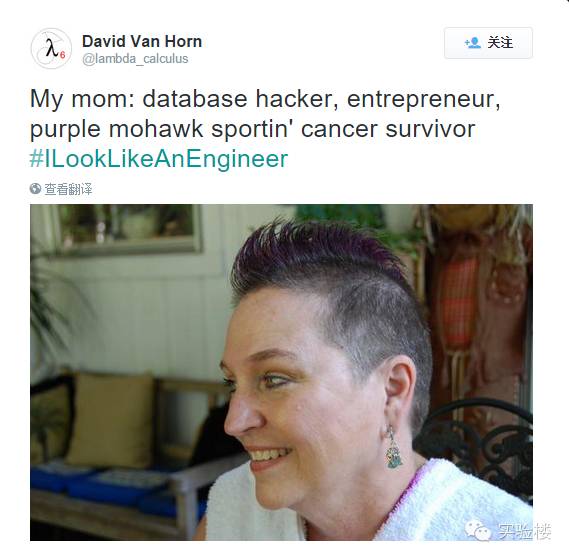 λ6
David Van Horn
@lambda_calculus
关注
My mom: database hacker, entrepreneur,
purple mohawk sportin' cancer survivor
#ILookLikeAnEngineer
查看翻译
实验楼